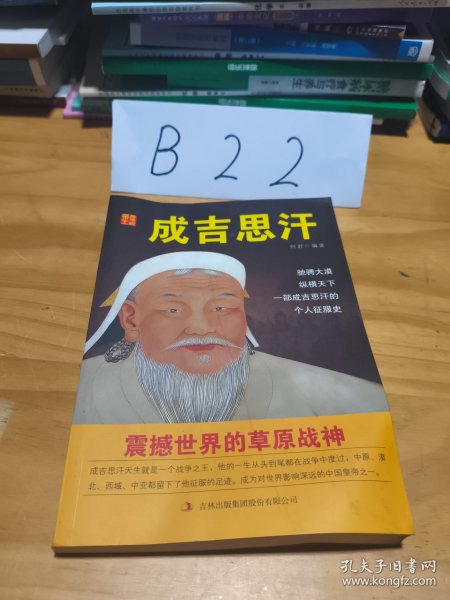 B 22
成吉思汗
编著
驰骋大漠
纵横天下
一部成吉思汗的
个人征服史
震撼世界的草原战神
成吉思汗天生就是一个战争之王，他的一生从头到尾都在战争中度过，中原、漠
北、西域、中亚都留下了他征服的足迹。成为对世界影响深远的中国皇帝之一。
吉林出版集团股份有限公司
孔夫子旧书网
www.kongfz.com